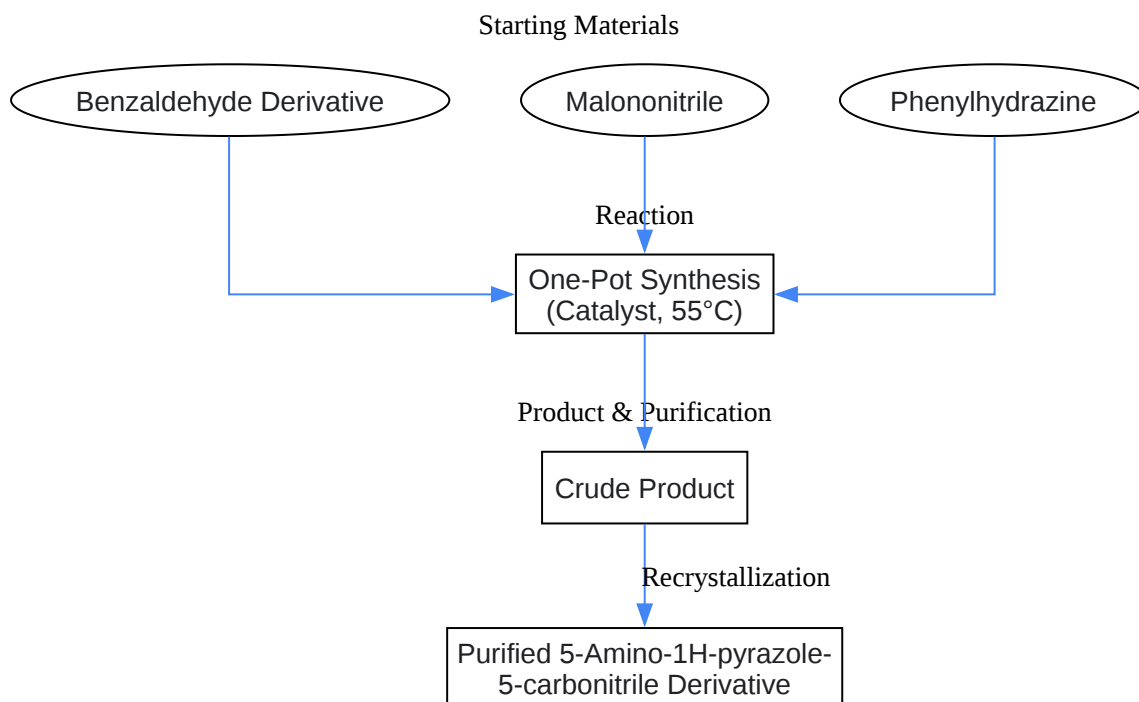 Starting Materials
Benzaldehyde Derivative
Malononitrile
Phenylhydrazine
Reaction
One-Pot Synthesis
(Catalyst, 55°C)
Product & Purification
Crude Product
Recrystallization
Purified 5-Amino-1H-pyrazole-
5-carbonitrile Derivative